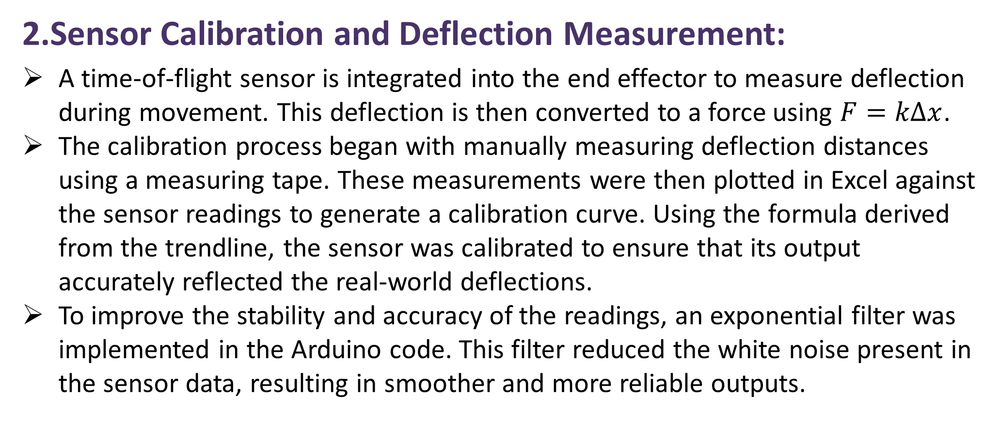 2.Sensor Calibration and Deflection Measurement:
➢ A time-of-flight sensor is integrated into the end effector to measure deflection
during movement. This deflection is then converted to a force using F = kΔx.
➢ The calibration process began with manually measuring deflection distances
using a measuring tape. These measurements were then plotted in Excel against
the sensor readings to generate a calibration curve. Using the formula derived
from the trendline, the sensor was calibrated to ensure that its output
accurately reflected the real-world deflections.
➢ To improve the stability and accuracy of the readings, an exponential filter was
implemented in the Arduino code. This filter reduced the white noise present in
the sensor data, resulting in smoother and more reliable outputs.